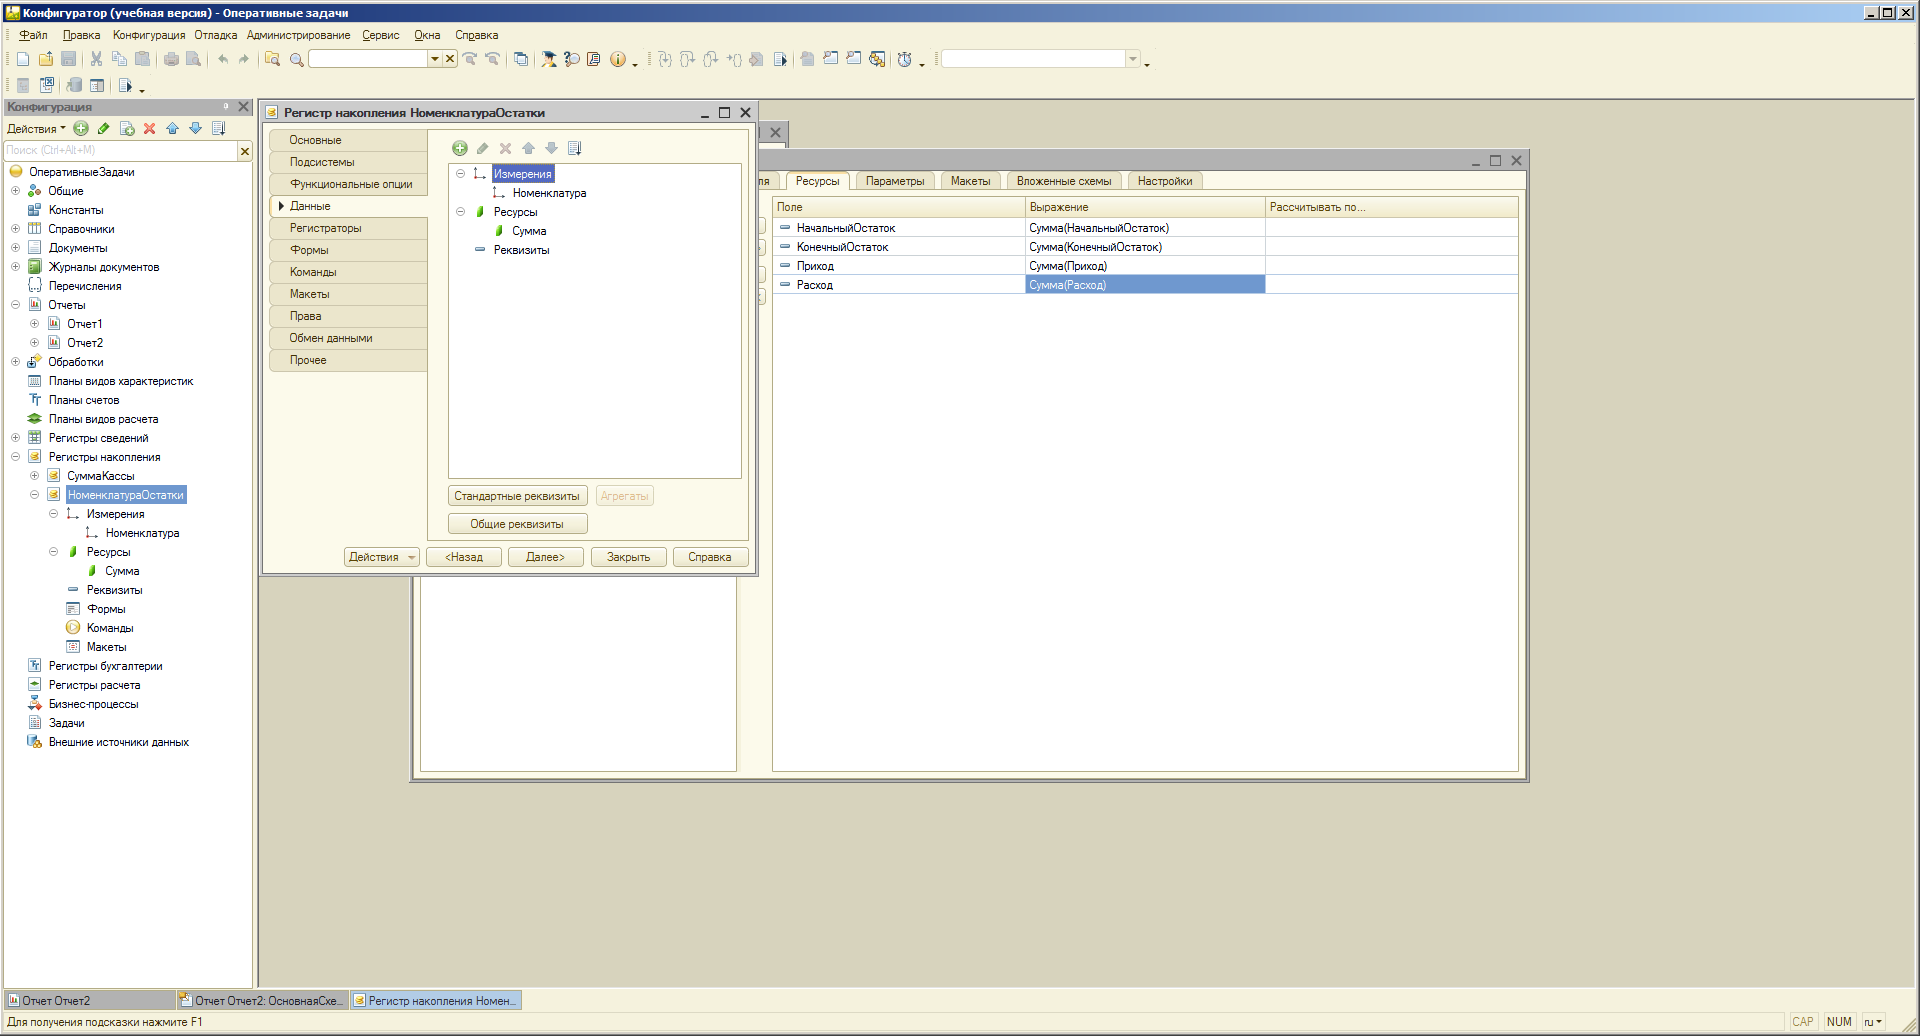 Конфигуратор (учебная версия) - Оперативные задачи
Файл Правка Конфигурация Отладка Администрирование Сервис Окна Справка
Конфигурация
Действия
Поиск (Ctrl+Alt+M)
ОперативныеЗадачи
Общие
Константы
Справочники
Документы
Журналы документов
Перечисления
Отчеты
Отчет1
Отчет2
Обработки
Планы видов характеристик
Планы счетов
Планы видов расчета
Регистры сведений
Регистры накопления
СуммаКассы
НоменклатураОстатки
Измерения
Номенклатура
Ресурсы
Сумма
Реквизиты
Формы
Команды
Макеты
Регистры бухгалтерии
Регистры расчета
Бизнес-процессы
Задачи
Внешние источники данных
Регистр накопления НоменклатураОстатки
Основные
Подсистемы
Функциональные опции
Данные
Регистраторы
Формы
Команды
Макеты
Права
Обмен данными
Прочее
Измерения
Номенклатура
Ресурсы
Сумма
Реквизиты
Стандартные реквизиты Агрегаты
Общие реквизиты
Действия <Назад Далее> Закрыть Справка
ля Ресурсы Параметры Макеты Вложенные схемы Настройки
Поле Выражение Рассчитывать по...
НачальныйОстаток Сумма(НачальныйОстаток)
КонечныйОстаток Сумма(КонечныйОстаток)
Приход Сумма(Приход)
Расход Сумма(Расход)
Отчет Отчет2 Отчет Отчет2: ОсновнаяСхе... Регистр накопления Номен...
Для получения подсказки нажмите F1 CAP NUM ru